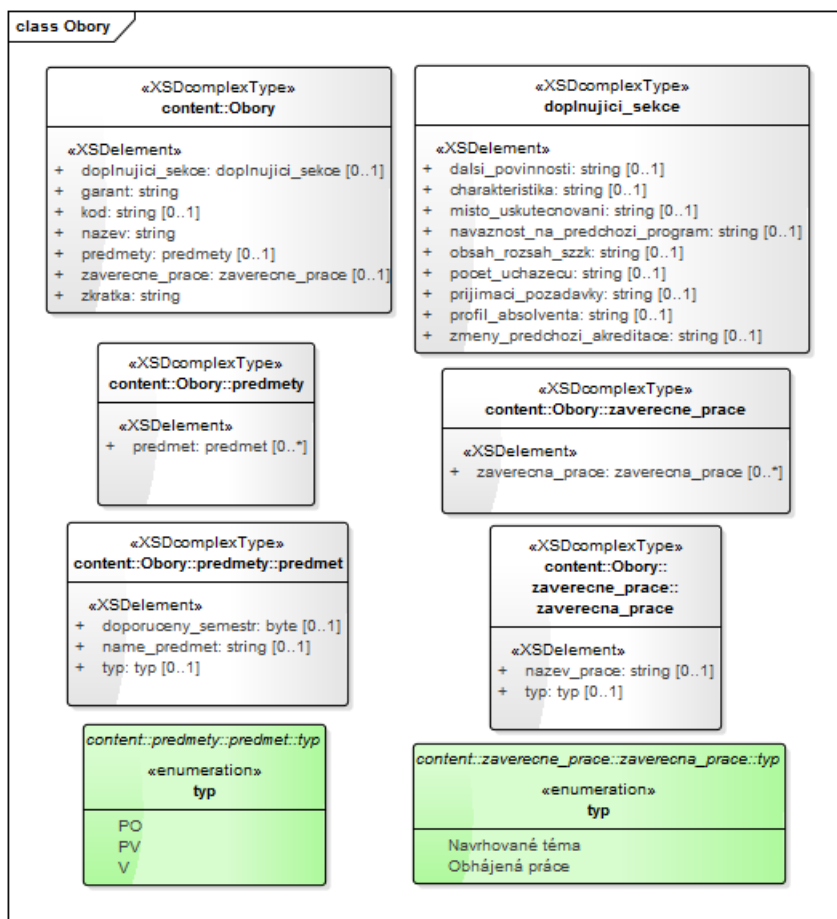 class Obory
«XSDcomplexType»
content::Obory
«XSDelement»
+ doplnujici_sekce: doplnujici_sekce [0..1]
+ garant: string
+ kod: string [0..1]
+ nazev: string
+ predmety: predmety [0..1]
+ zaverecne_prace: zaverecne_prace [0..1]
+ zkratka: string
«XSDcomplexType»
doplnujici_sekce
«XSDelement»
+ dalsi_povinnosti: string [0..1]
+ charakteristika: string [0..1]
+ misto_uskutecnovani: string [0..1]
+ navaznost_na_predchozi_program: string [0..1]
+ obsah_rozsah_szzk: string [0..1]
+ pocet_uchazecu: string [0..1]
+ prijimaci_pozadavky: string [0..1]
+ profil_absolventa: string [0..1]
+ zmeny_predchozi_akreditace: string [0..1]
«XSDcomplexType»
content::Obory::predmety
«XSDelement»
+ predmet: predmet [0..*]
«XSDcomplexType»
content::Obory::zaverecne_prace
«XSDelement»
+ zaverecna_prace: zaverecna_prace [0..*]
«XSDcomplexType»
content::Obory::predmety::predmet
«XSDelement»
+ doporuceny_semestr: byte [0..1]
+ name_predmet: string [0..1]
+ typ: typ [0..1]
«XSDcomplexType»
content::Obory::
zaverecne_prace::
zaverecna_prace
«XSDelement»
+ nazev_prace: string [0..1]
+ typ: typ [0..1]
content::predmety::predmet::typ
«enumeration»
typ
PO
PV
V
content::zaverecne_prace::zaverecna_prace::typ
«enumeration»
typ
Navrhované téma
Obhájená práce